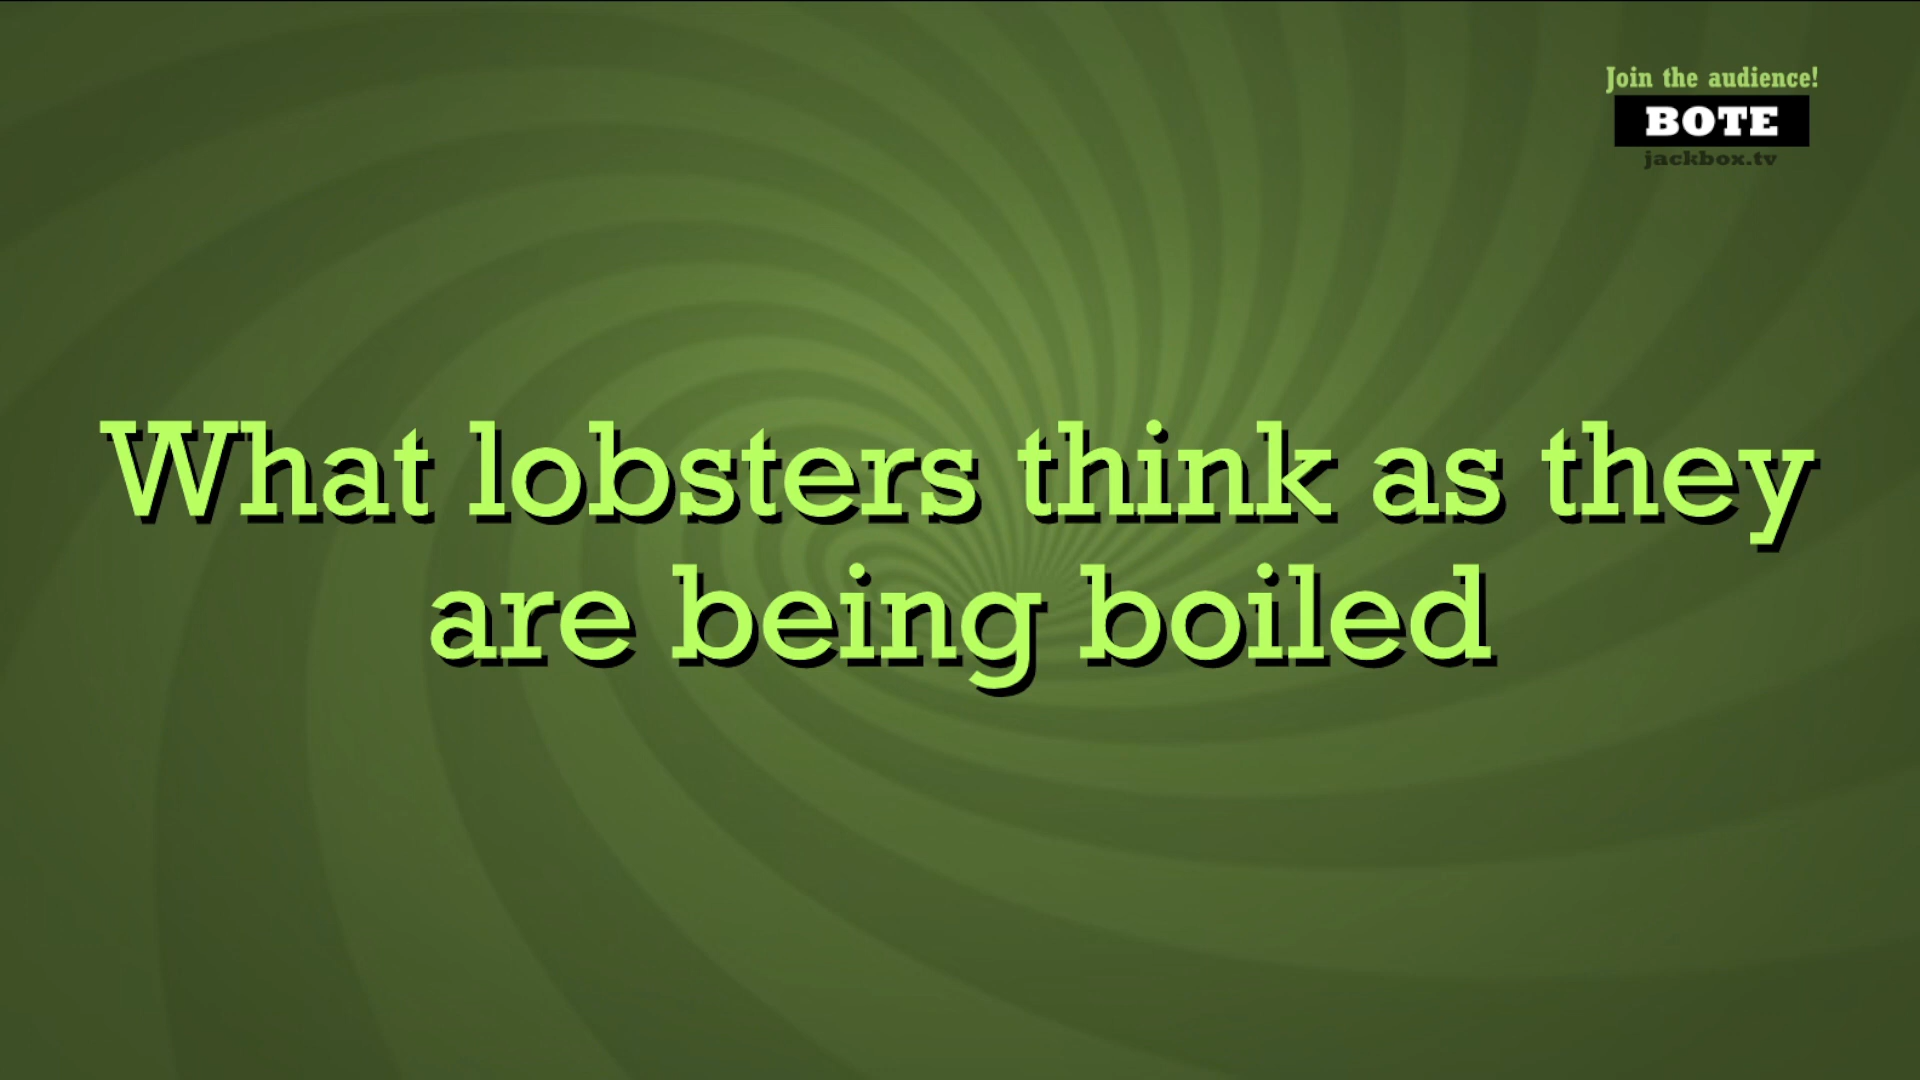 Join the audience!
BOTE
jackbox.tv
What lobsters think as they
are being boiled